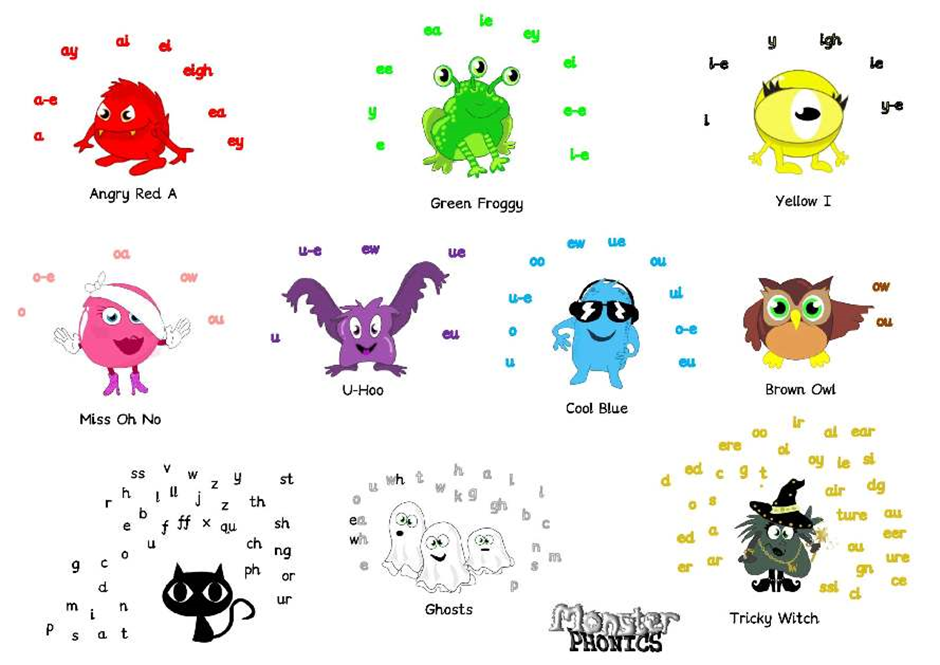 ay
ai
ei
eigh
a-e
ea
a
ey
Angry Red A
ea
ie
ey
ee
ei
y
e-e
e
i-e
Green Froggy
y
igh
i-e
ie
i
y-e
Yellow I
oa
o-e
ow
o
ou
Miss Oh No
u-e
ew
ue
u
eu
U-Hoo
ew
ue
oo
ou
u-e
ui
o
o-e
u
eu
Cool Blue
ow
ou
Brown Owl
ss v w z y st
r h l ll j z th
e b f ff x qu sh
o u ch ng
g c ph or
d ur
m i n
p s a t
o u wh t h a l l
w k g gh b c
ea
wh
e
n
s m
p
Ghosts
Monster
PHONICS
ir
oo al ear
ere oi
ed c g t oy ie si
d air dg
o s ture au
ed a eer
ou ure
er ar gn
ssi ci ce
Tricky Witch